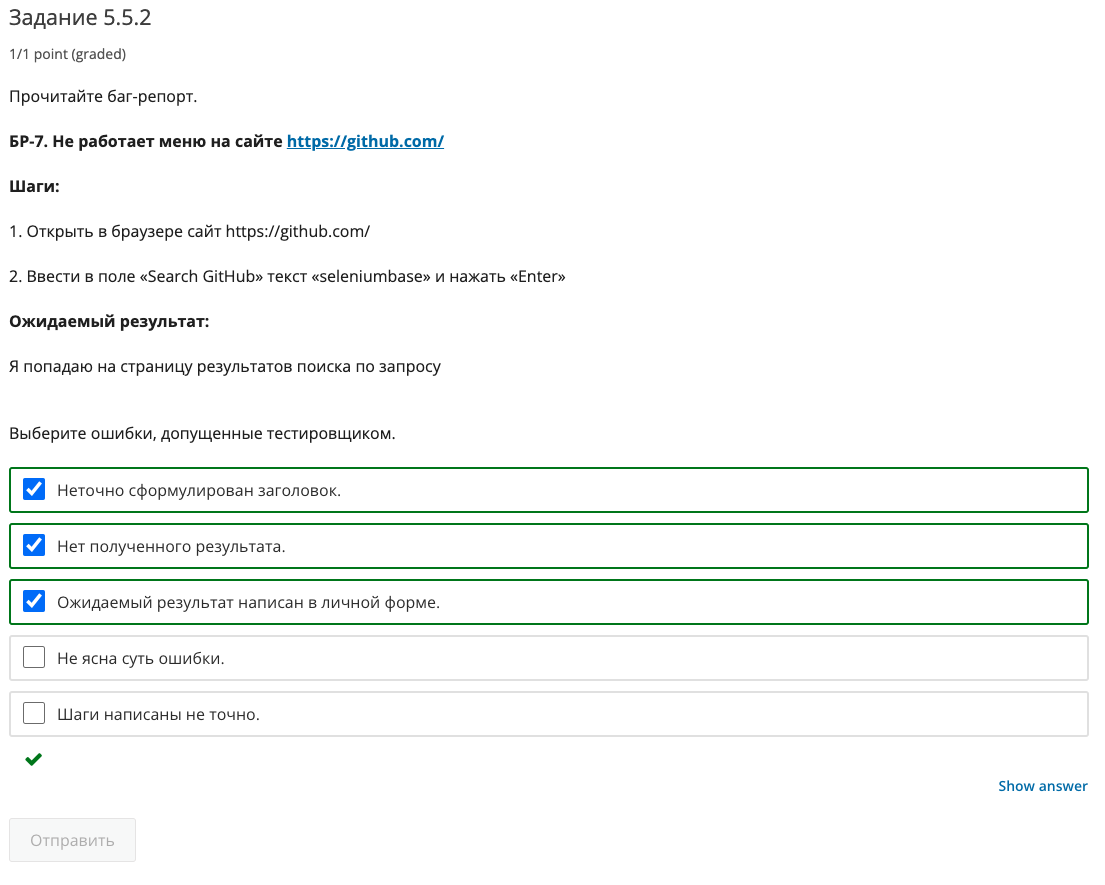 Задание 5.5.2
1/1 point (graded)
Прочитайте баг-репорт.
БР-7. Не работает меню на сайте https://github.com/
Шаги:
1. Открыть в браузере сайт https://github.com/
2. Ввести в поле «Search GitHub» текст «seleniumbase» и нажать «Enter»
Ожидаемый результат:
Я попадаю на страницу результатов поиска по запросу
Выберите ошибки, допущенные тестировщиком.
Неточно сформулирован заголовок.
Нет полученного результата.
Ожидаемый результат написан в личной форме.
Не ясна суть ошибки.
Шаги написаны не точно.
Show answer
Отправить